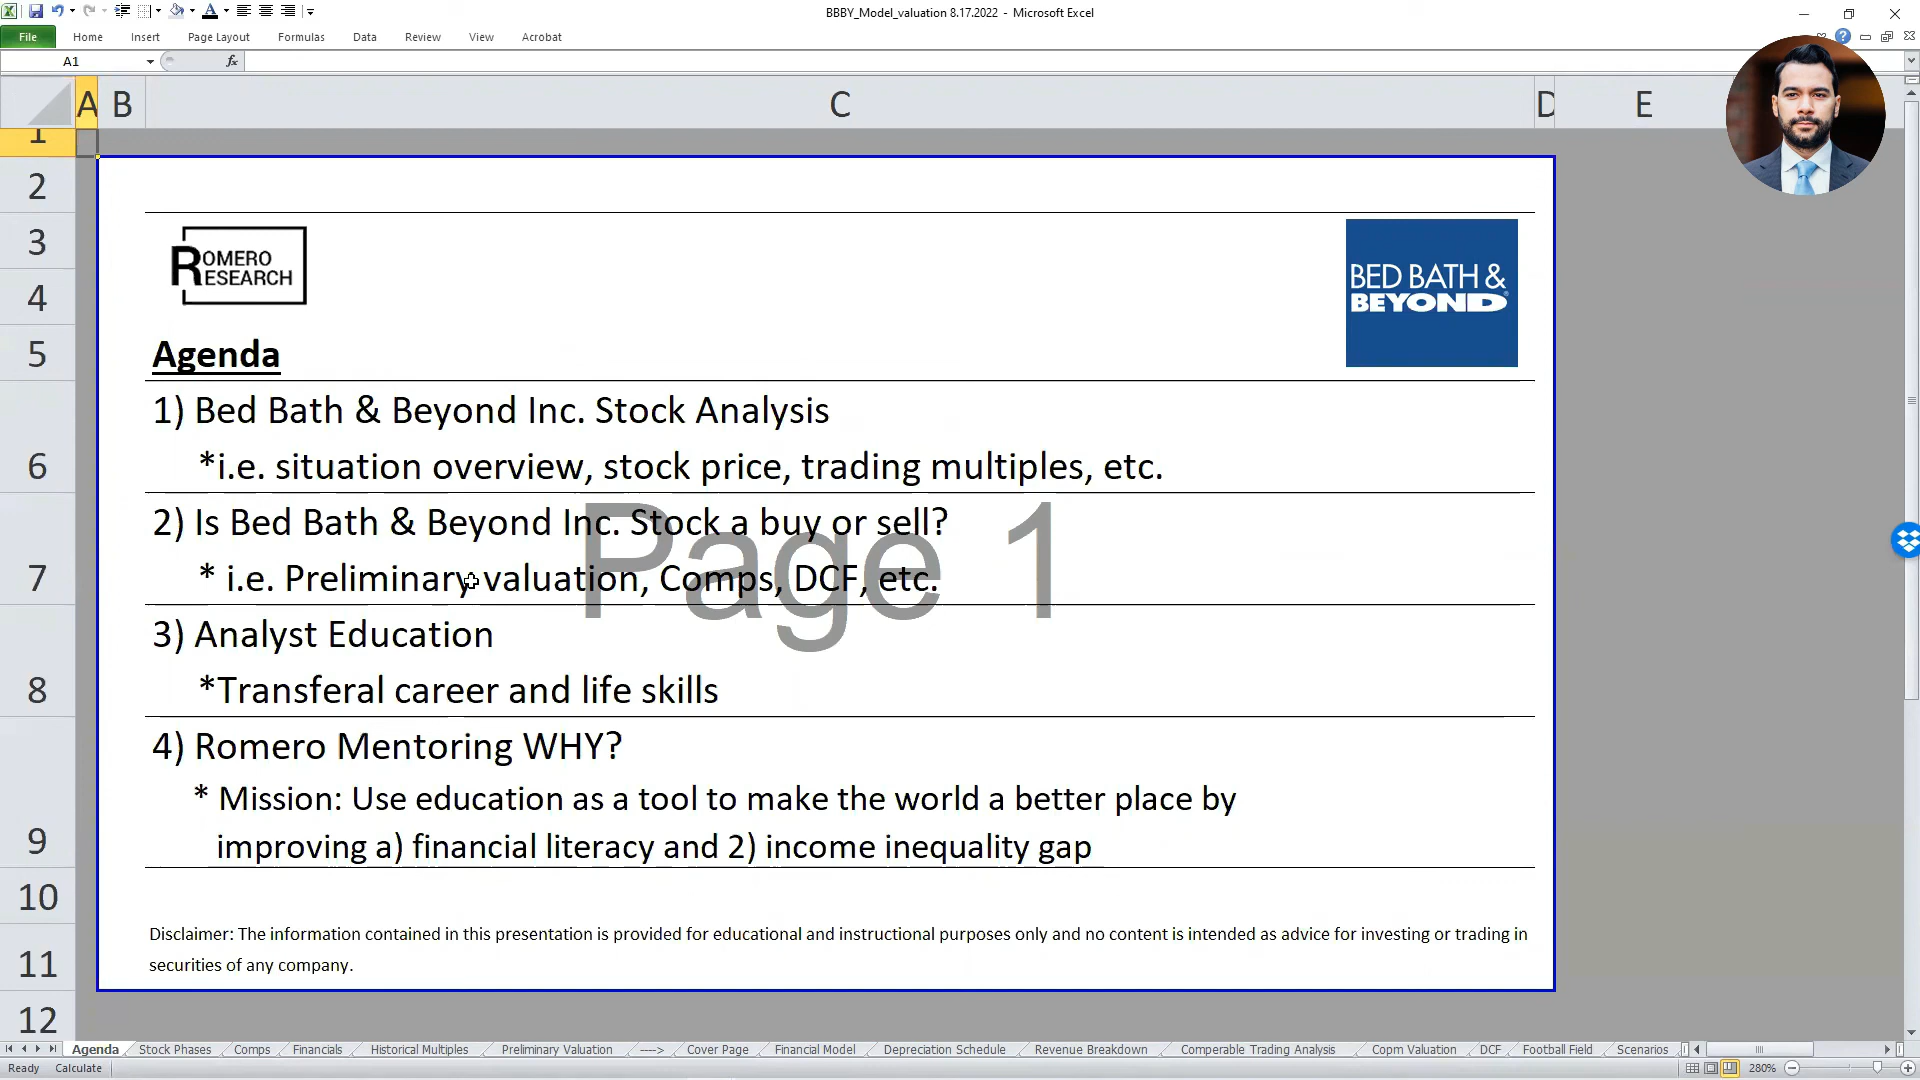 BBBY_Model_valuation 8.17.2022 - Microsoft Excel
File Home Insert Page Layout Formulas Data Review View Acrobat
A1 fx
A B C D E
1
2
3
4
5
6
7
8
9
10
11
12
ROMERO
RESEARCH
BED BATH &
BEYOND
Agenda
1) Bed Bath & Beyond Inc. Stock Analysis
*i.e. situation overview, stock price, trading multiples, etc.
2) Is Bed Bath & Beyond Inc. Stock a buy or sell?
* i.e. Preliminary valuation, Comps, DCF, etc.
Page 1
3) Analyst Education
*Transferal career and life skills
4) Romero Mentoring WHY?
* Mission: Use education as a tool to make the world a better place by
improving a) financial literacy and 2) income inequality gap
Disclaimer: The information contained in this presentation is provided for educational and instructional purposes only and no content is intended as advice for investing or trading in
securities of any company.
Agenda Stock Phases Comps Financials Historical Multiples Preliminary Valuation ----> Cover Page Financial Model Depreciation Schedule Revenue Breakdown Comperable Trading Analysis Copm Valuation DCF Football Field Scenarios
Ready Calculate 280%